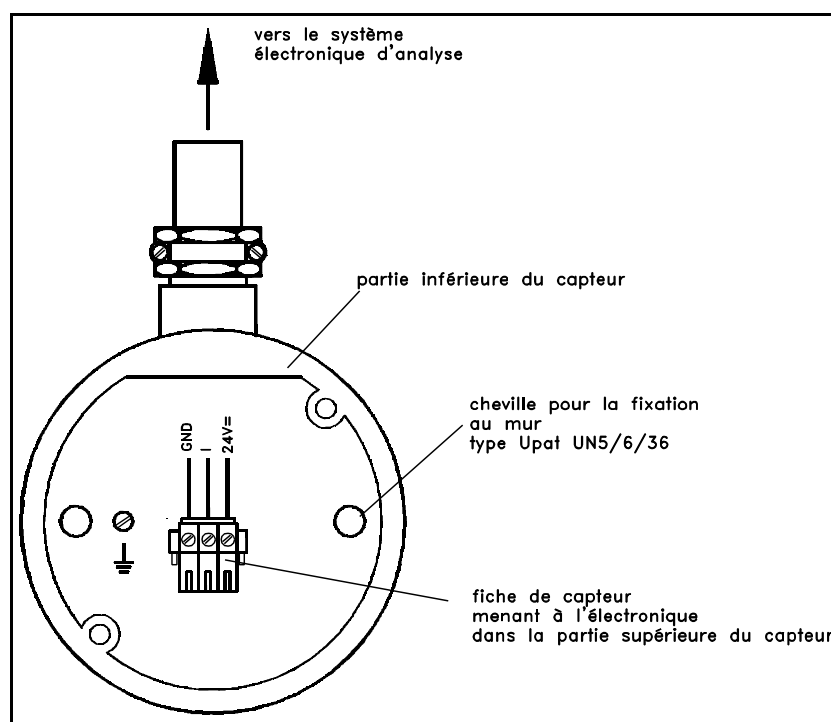 vers le système
électronique d'analyse
partie inférieure du capteur
cheville pour la fixation
au mur
type Upat UN5/6/36
GND
I
24V=
fiche de capteur
menant à l'électronique
dans la partie supérieure du capteur